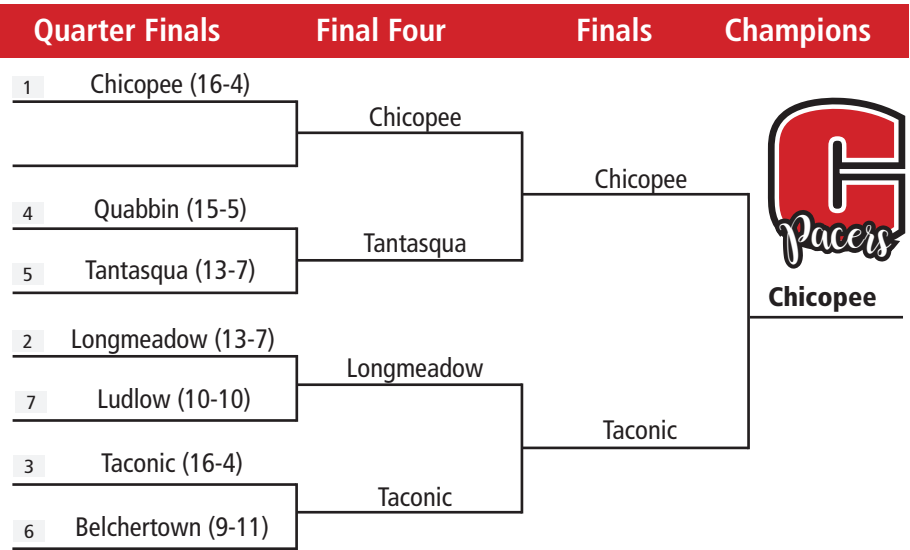 Quarter Finals Final Four Finals Champions
1 Chicopee (16-4)
Chicopee
Chicopee
4 Quabbin (15-5)
Tantasqua
5 Tantasqua (13-7)
C
Pacers
Chicopee
2 Longmeadow (13-7)
Longmeadow
7 Ludlow (10-10)
Taconic
3 Taconic (16-4)
Taconic
6 Belchertown (9-11)